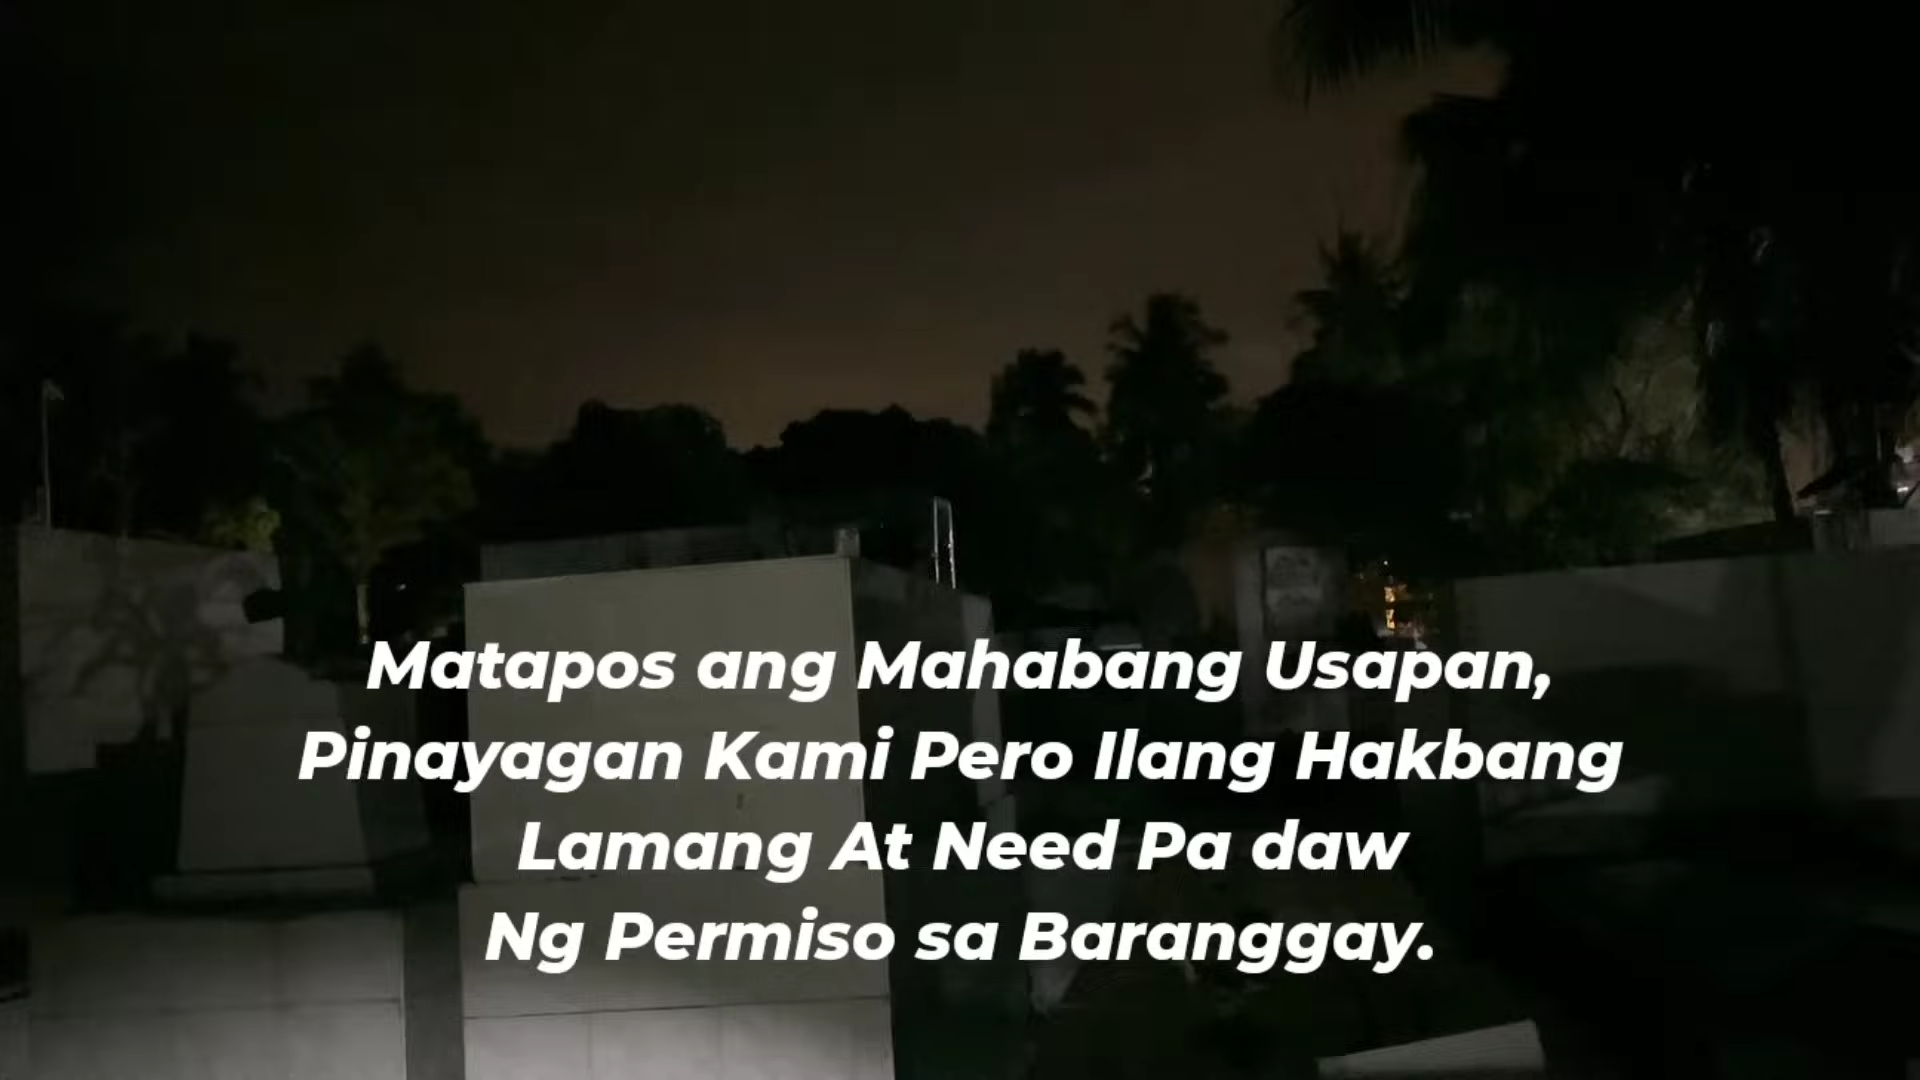 Matapos ang Mahabang Usapan,
Pinayagan Kami Pero Ilang Hakbang
Lamang At Need Pa daw
Ng Permiso sa Baranggay.